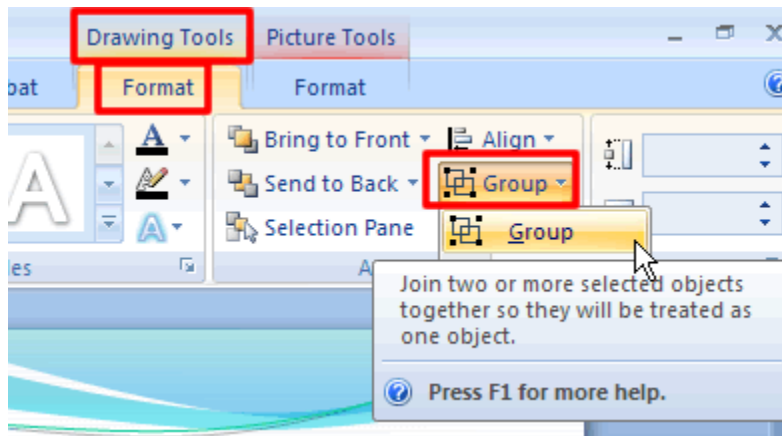 Drawing Tools Picture Tools
Format Format
Bring to Front Align
Send to Back Group
Selection Pane Group
Join two or more selected objects
together so they will be treated as
one object.
Press F1 for more help.